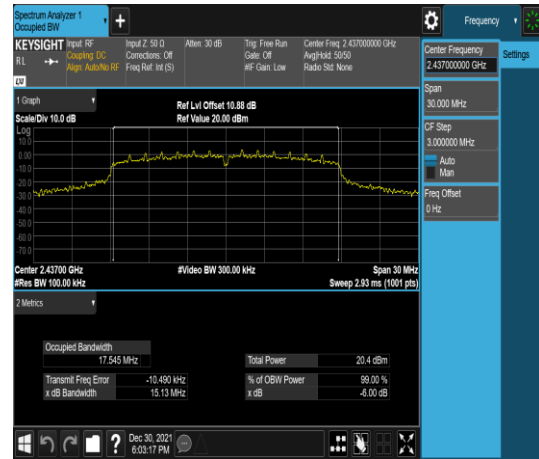 Spectrum Analyzer 1
Occupied BW
+
Frequency
KEYSIGHT Input: RF Input Z: 50 Ω Atten: 30 dB Trig: Free Run Center Freq: 2.437000000 GHz
RL Coupling: DC Corrections: Off Gate: Off Avg|Hold: 50/50
Align: Auto/No RF Freq Ref: Int (S) #IF Gain: Low Radio Std: None
LXI
Center Frequency
2.437000000 GHz
Settings
Span
30.000 MHz
CF Step
3.000000 MHz
Auto
Man
Freq Offset
0 Hz
1 Graph
Ref Lvl Offset 10.88 dB
Scale/Div 10.0 dB Ref Value 20.00 dBm
Log
10.0
0.00
-10.0
-20.0
-30.0
-40.0
-50.0
-60.0
-70.0
Center 2.43700 GHz #Video BW 300.00 kHz Span 30 MHz
#Res BW 100.00 kHz Sweep 2.93 ms (1001 pts)
2 Metrics
Occupied Bandwidth
17.545 MHz Total Power 20.4 dBm
Transmit Freq Error -10.490 kHz % of OBW Power 99.00 %
x dB Bandwidth 15.13 MHz x dB -6.00 dB
? Dec 30, 2021
6:03:17 PM